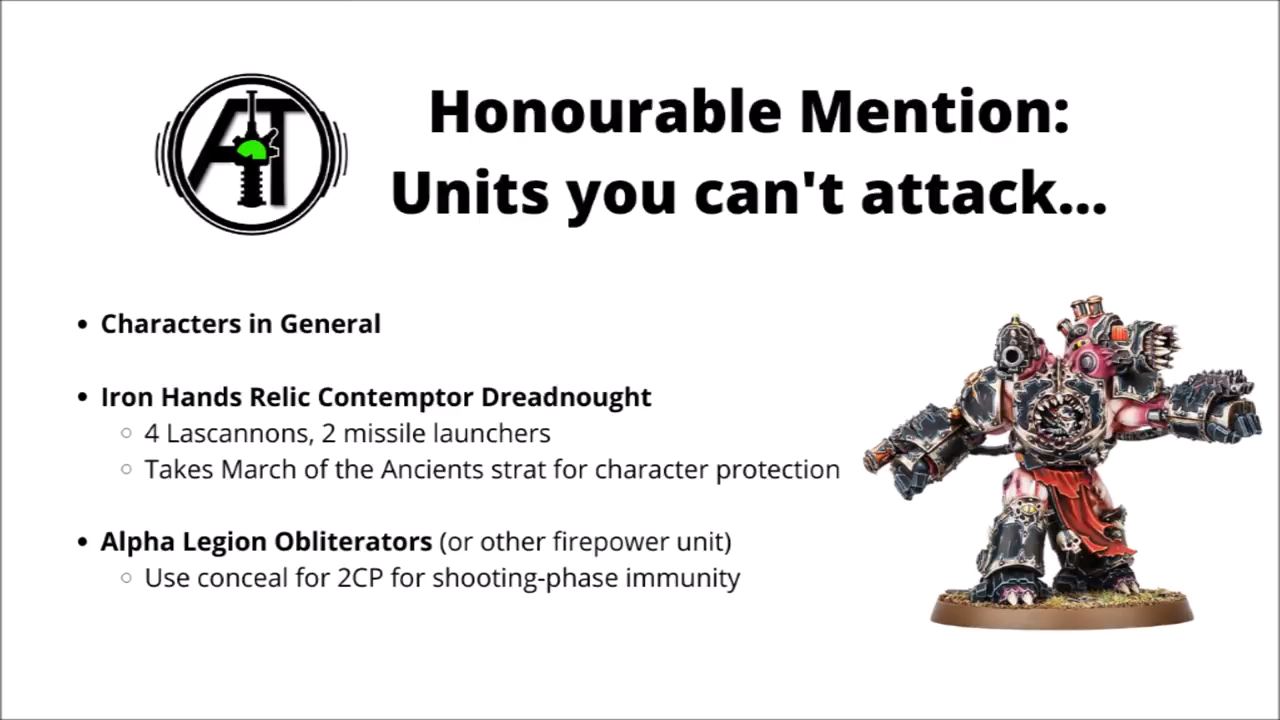 AT
Honourable Mention:
Units you can't attack...
• Characters in General
• Iron Hands Relic Contemptor Dreadnought
○ 4 Lascannons, 2 missile launchers
○ Takes March of the Ancients strat for character protection
• Alpha Legion Obliterators (or other firepower unit)
○ Use conceal for 2CP for shooting-phase immunity